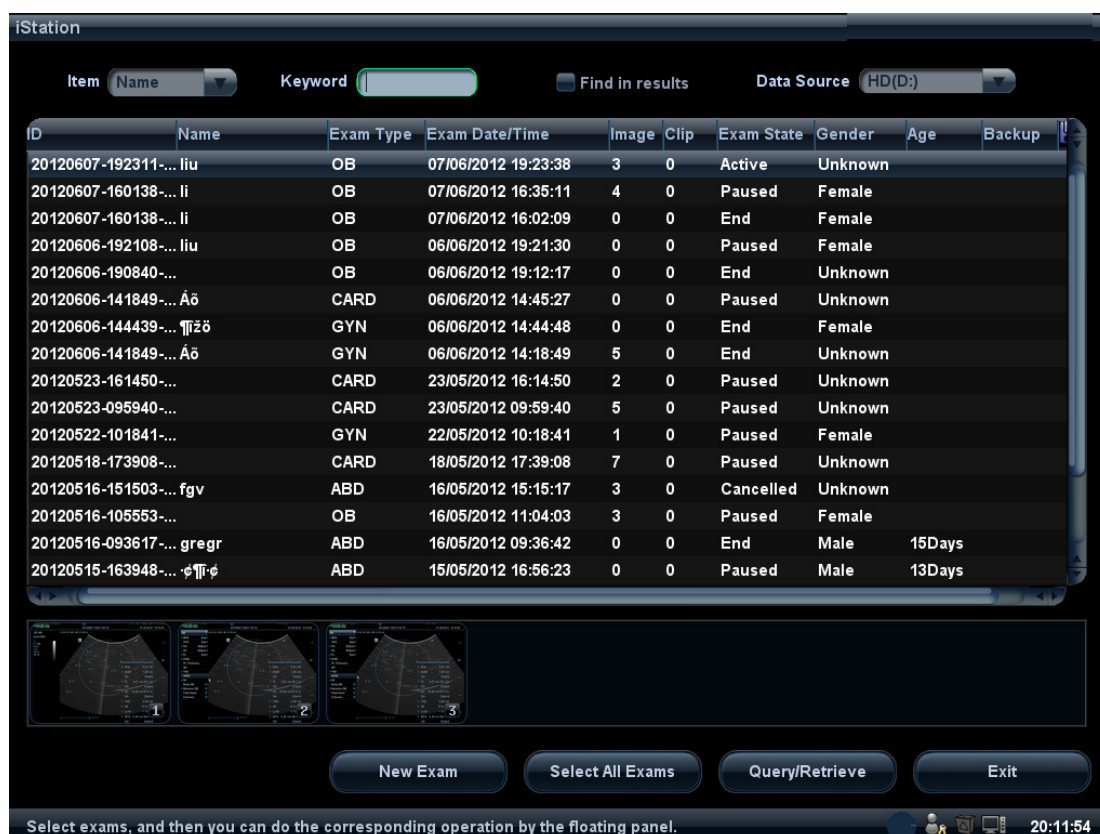 iStation
Item Name Keyword Find in results Data Source HD(D:)
ID Name Exam Type Exam Date/Time Image Clip Exam State Gender Age Backup
20120607-192311-... liu OB 07/06/2012 19:23:38 3 0 Active Unknown
20120607-160138-... li OB 07/06/2012 16:35:11 4 0 Paused Female
20120607-160138-... li OB 07/06/2012 16:02:09 0 0 End Female
20120606-192108-... liu OB 06/06/2012 19:21:30 0 0 Paused Female
20120606-190840-... OB 06/06/2012 19:12:17 0 0 End Unknown
20120606-141849-... Áõ CARD 06/06/2012 14:45:27 0 0 Paused Unknown
20120606-144439-... ¶þžö GYN 06/06/2012 14:44:48 0 0 End Female
20120606-141849-... Áõ GYN 06/06/2012 14:18:49 5 0 End Unknown
20120523-161450-... CARD 23/05/2012 16:14:50 2 0 Paused Unknown
20120523-095940-... CARD 23/05/2012 09:59:40 5 0 Paused Unknown
20120522-101841-... GYN 22/05/2012 10:18:41 1 0 Paused Female
20120518-173908-... CARD 18/05/2012 17:39:08 7 0 Paused Unknown
20120516-151503-... fgv ABD 16/05/2012 15:15:17 3 0 Cancelled Unknown
20120516-105553-... OB 16/05/2012 11:04:03 3 0 Paused Female
20120516-093617-... gregr ABD 16/05/2012 09:36:42 0 0 End Male 15Days
20120515-163948-... ABD 15/05/2012 16:56:23 0 0 Paused Male 13Days
1 2 3
New Exam Select All Exams Query/Retrieve Exit
Select exams, and then you can do the corresponding operation by the floating panel. 20:11:54